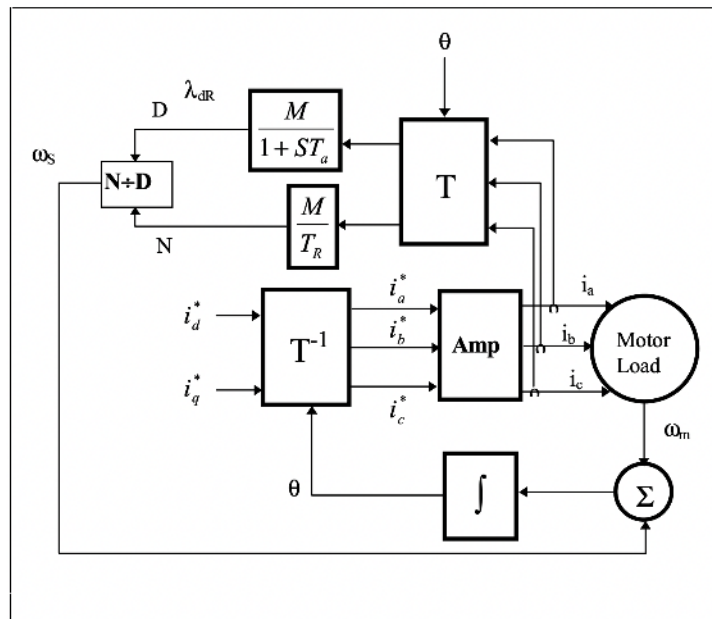 θ
λdR
D
M
1 + STa
T
ωS
N÷D
M
TR
N
i*d
i*q
T-1
i*a
i*b
i*c
Amp
ia
ib
ic
Motor
Load
ωm
θ
∫
Σ